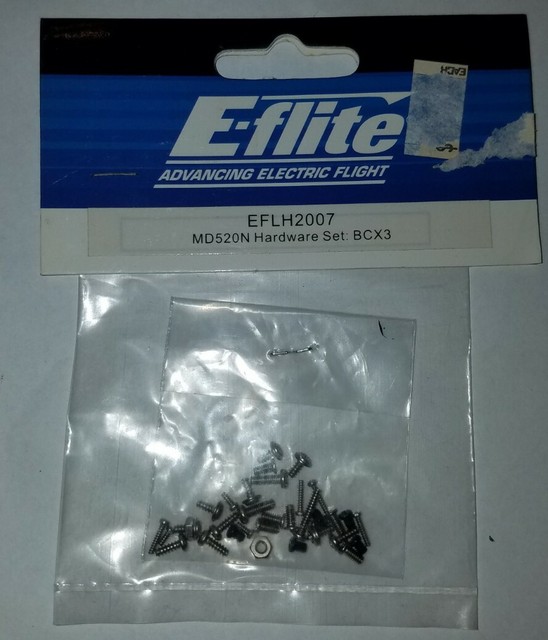 E-flite
EACH
ADVANCING ELECTRIC FLIGHT
EFLH2007
MD520N Hardware Set: BCX3